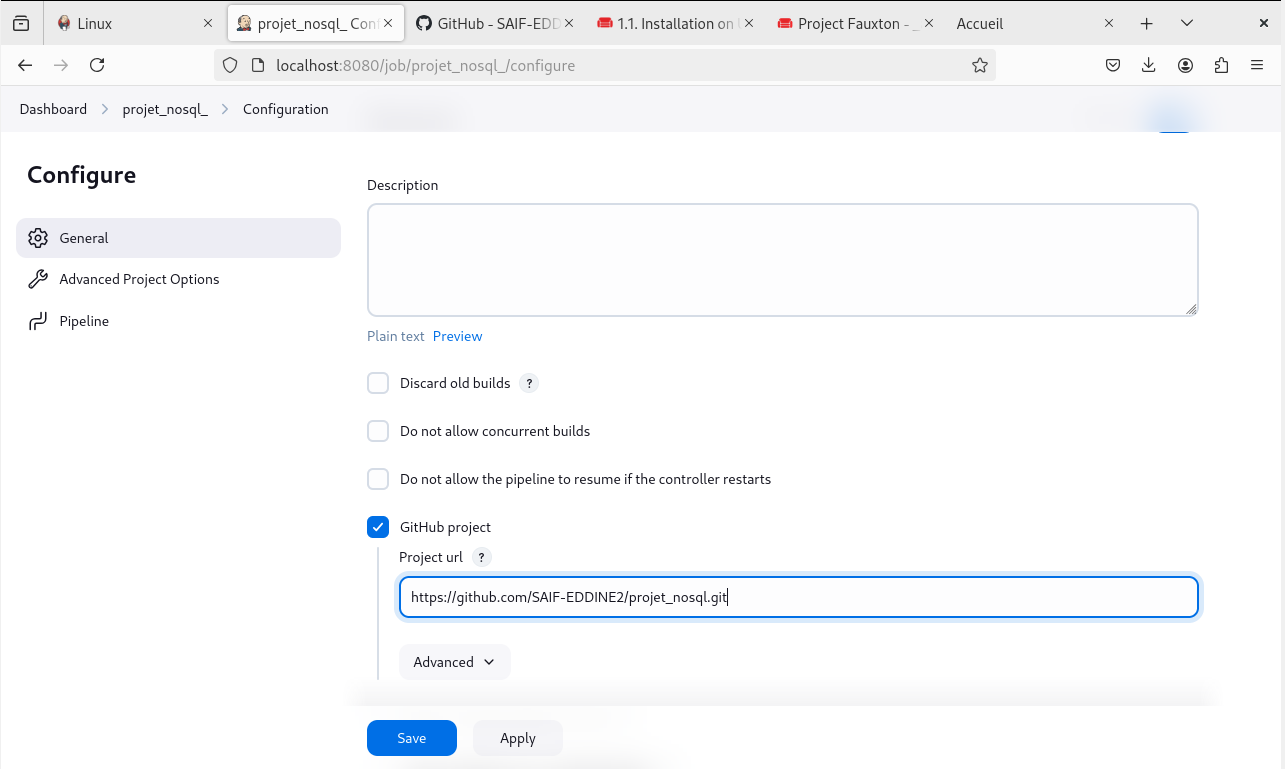 Linux
projet_nosql_ Conf
GitHub - SAIF-EDD
1.1. Installation on
Project Fauxton - _
Accueil
localhost:8080/job/projet_nosql_/configure
Dashboard > projet_nosql_ > Configuration
Configure
General
Advanced Project Options
Pipeline
Description
Plain text Preview
Discard old builds ?
Do not allow concurrent builds
Do not allow the pipeline to resume if the controller restarts
GitHub project
Project url ?
https://github.com/SAIF-EDDINE2/projet_nosql.git
Advanced
Save Apply